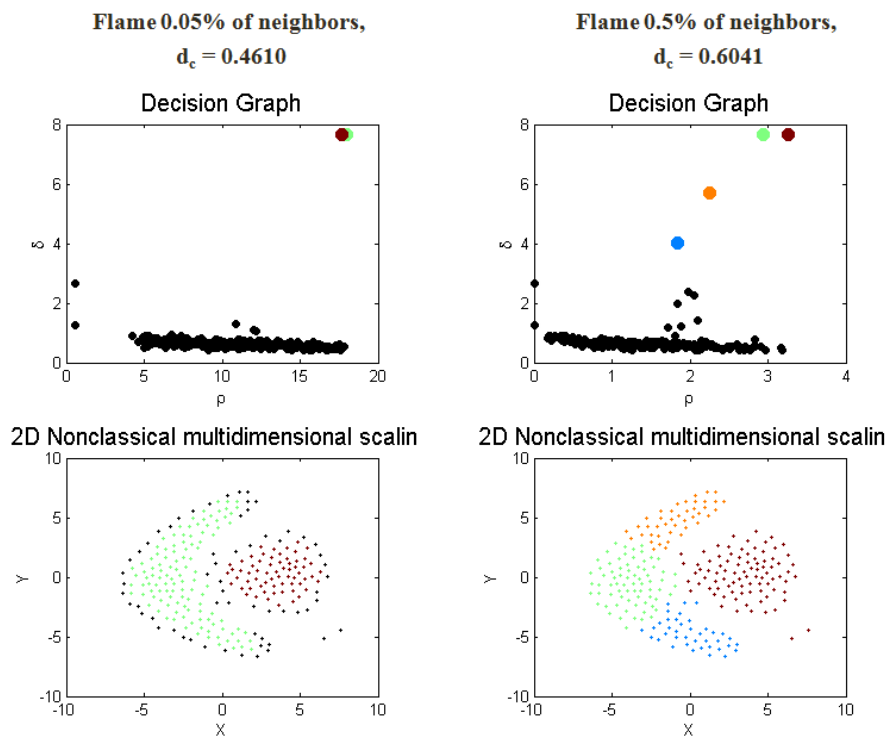 Flame 0.05% of neighbors,
d_c = 0.4610
Decision Graph
8
6
4
2
0
δ
0
5
10
15
20
ρ
2D Nonclassical multidimensional scalin
10
5
0
-5
-10
Y
-10
-5
0
5
10
X
Flame 0.5% of neighbors,
d_c = 0.6041
Decision Graph
8
6
4
2
0
δ
0
1
2
3
4
ρ
2D Nonclassical multidimensional scalin
10
5
0
-5
-10
Y
-10
-5
0
5
10
X